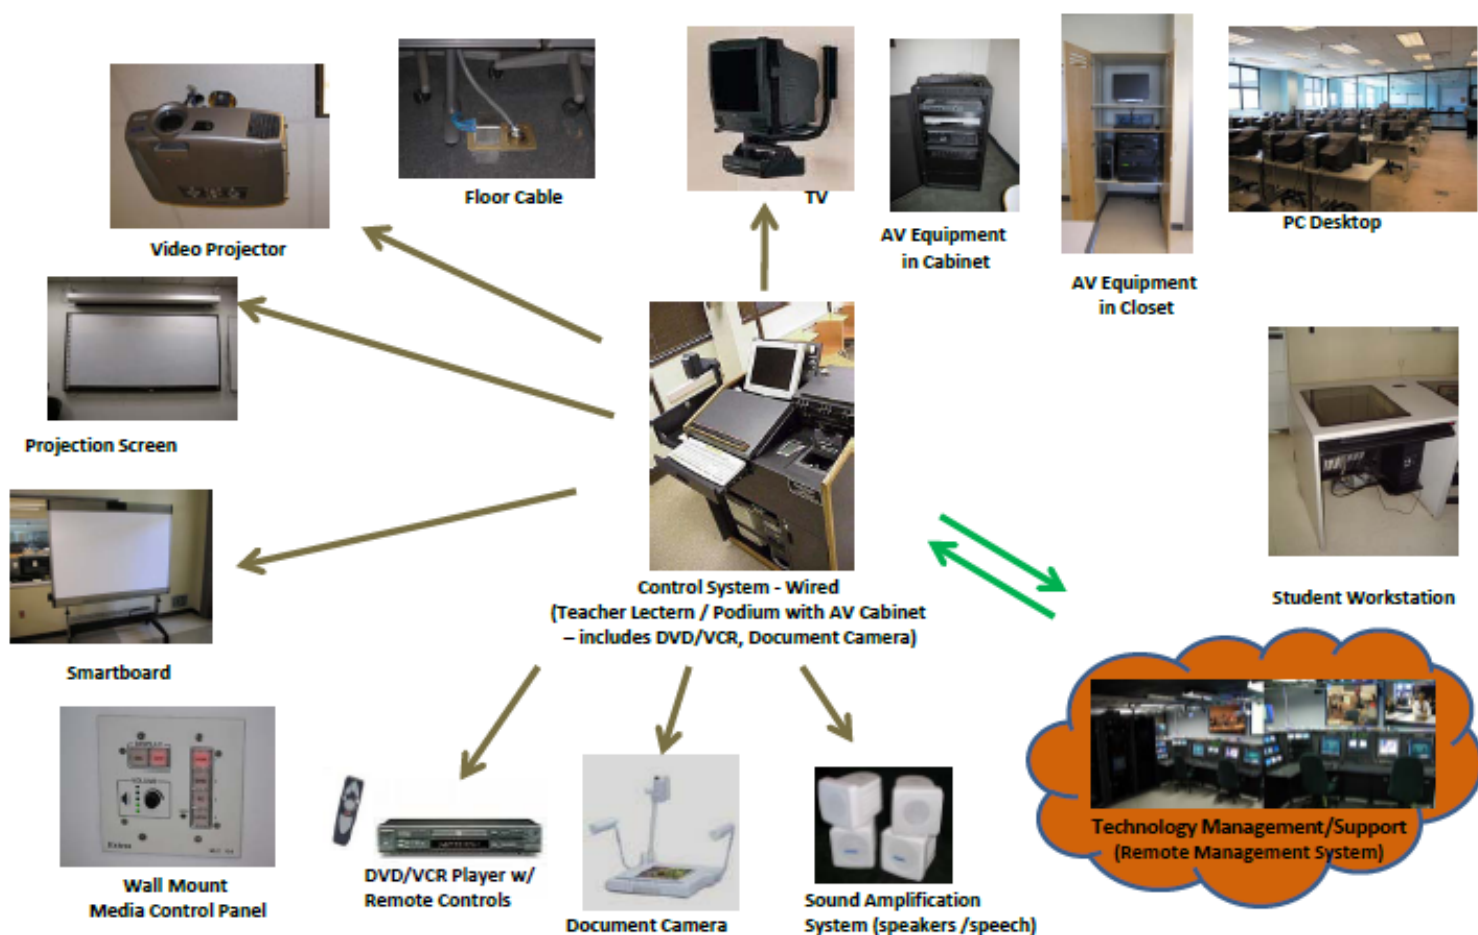 Floor Cable
TV
Video Projector
AV Equipment
in Cabinet
PC Desktop
AV Equipment
in Closet
Projection Screen
Control System - Wired
(Teacher Lectern / Podium with AV Cabinet
– includes DVD/VCR, Document Camera)
Student Workstation
Smartboard
DISPLAY
VOLUME
Extron
Technology Management/Support
(Remote Management System)
Wall Mount
Media Control Panel
DVD/VCR Player w/
Remote Controls
Document Camera
Sound Amplification
System (speakers /speech)